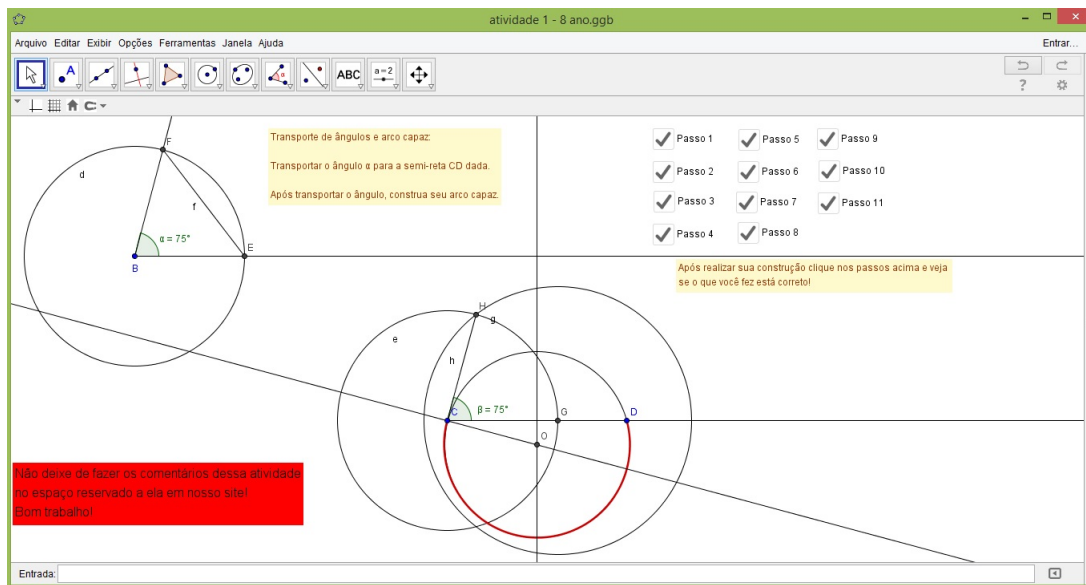 atividade 1 - 8 ano.ggb
Arquivo Editar Exibir Opções Ferramentas Janela Ajuda
Entrar...
A
ABC
a=2
Transporte de ângulos e arco capaz:
Transportar o ângulo α para a semi-reta CD dada.
Após transportar o ângulo, construa seu arco capaz.
Passo 1
Passo 5
Passo 9
Passo 2
Passo 6
Passo 10
Passo 3
Passo 7
Passo 11
Passo 4
Passo 8
Após realizar sua construção clique nos passos acima e veja
se o que você fez está correto!
F
d
f
α = 75°
E
B
H
g
e
h
C
β = 75°
G
D
O
Não deixe de fazer os comentários dessa atividade
no espaço reservado a ela em nosso site!
Bom trabalho!
Entrada: